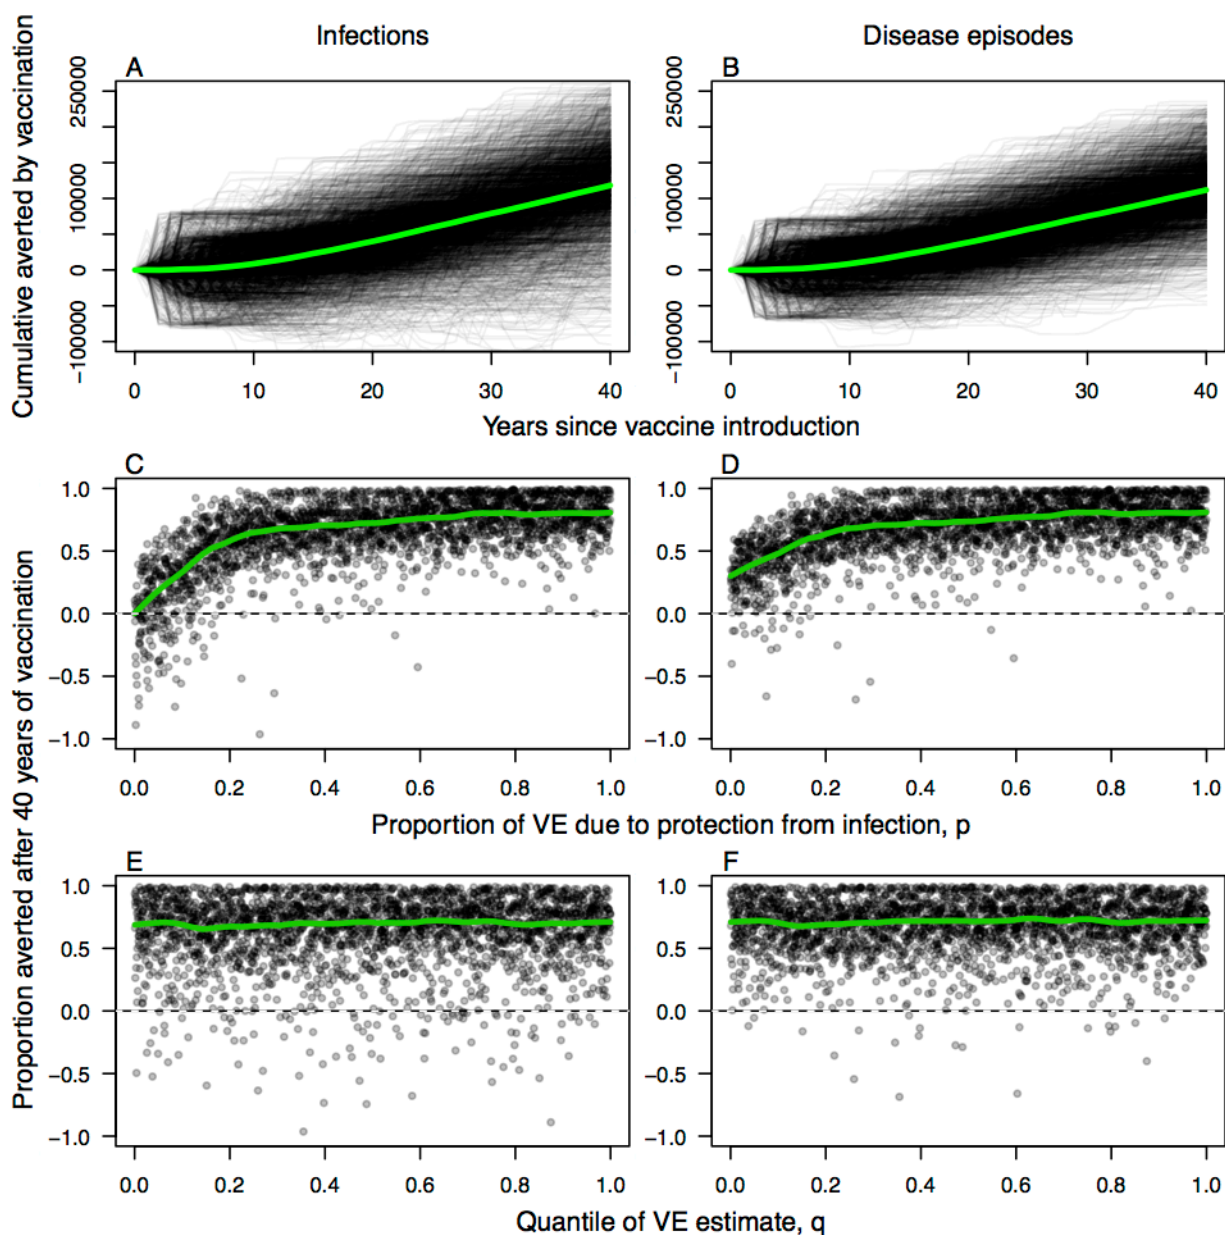 Infections
Disease episodes
Cumulative averted by vaccination
A
B
250000
100000
0
−100000
250000
100000
0
−100000
0 10 20 30 40
0 10 20 30 40
Years since vaccine introduction
Proportion averted after 40 years of vaccination
C
D
1.0
0.5
0.0
−0.5
−1.0
1.0
0.5
0.0
−0.5
−1.0
0.0 0.2 0.4 0.6 0.8 1.0
0.0 0.2 0.4 0.6 0.8 1.0
Proportion of VE due to protection from infection, p
E
F
1.0
0.5
0.0
−0.5
−1.0
1.0
0.5
0.0
−0.5
−1.0
0.0 0.2 0.4 0.6 0.8 1.0
0.0 0.2 0.4 0.6 0.8 1.0
Quantile of VE estimate, q